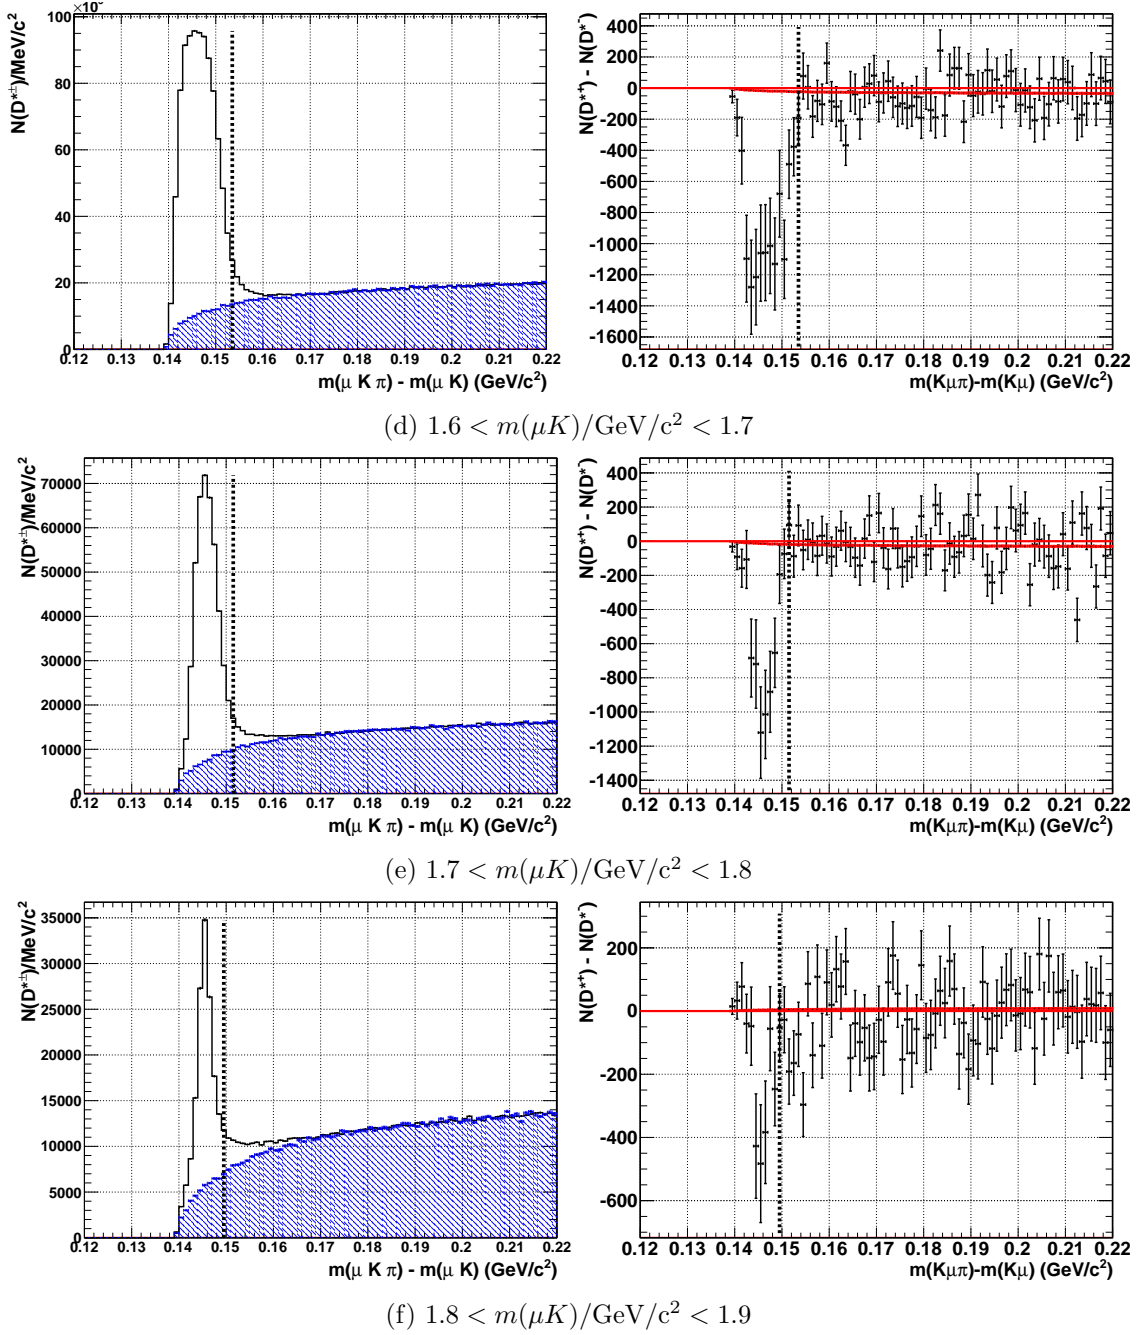 ×10³
N(D*±)/MeV/c²
100
80
60
40
20
0
0.12 0.13 0.14 0.15 0.16 0.17 0.18 0.19 0.2 0.21 0.22
m(μ K π) - m(μ K) (GeV/c²)
N(D*⁺) - N(D*⁻)
400
200
0
-200
-400
-600
-800
-1000
-1200
-1400
-1600
0.12 0.13 0.14 0.15 0.16 0.17 0.18 0.19 0.2 0.21 0.22
m(Kμπ)-m(Kμ) (GeV/c²)
(d) 1.6 < m(μK)/GeV/c² < 1.7
N(D*±)/MeV/c²
70000
60000
50000
40000
30000
20000
10000
0
0.12 0.13 0.14 0.15 0.16 0.17 0.18 0.19 0.2 0.21 0.22
m(μ K π) - m(μ K) (GeV/c²)
N(D*⁺) - N(D*⁻)
400
200
0
-200
-400
-600
-800
-1000
-1200
-1400
0.12 0.13 0.14 0.15 0.16 0.17 0.18 0.19 0.2 0.21 0.22
m(Kμπ)-m(Kμ) (GeV/c²)
(e) 1.7 < m(μK)/GeV/c² < 1.8
N(D*±)/MeV/c²
35000
30000
25000
20000
15000
10000
5000
0
0.12 0.13 0.14 0.15 0.16 0.17 0.18 0.19 0.2 0.21 0.22
m(μ K π) - m(μ K) (GeV/c²)
N(D*⁺) - N(D*⁻)
200
0
-200
-400
-600
0.12 0.13 0.14 0.15 0.16 0.17 0.18 0.19 0.2 0.21 0.22
m(Kμπ)-m(Kμ) (GeV/c²)
(f) 1.8 < m(μK)/GeV/c² < 1.9